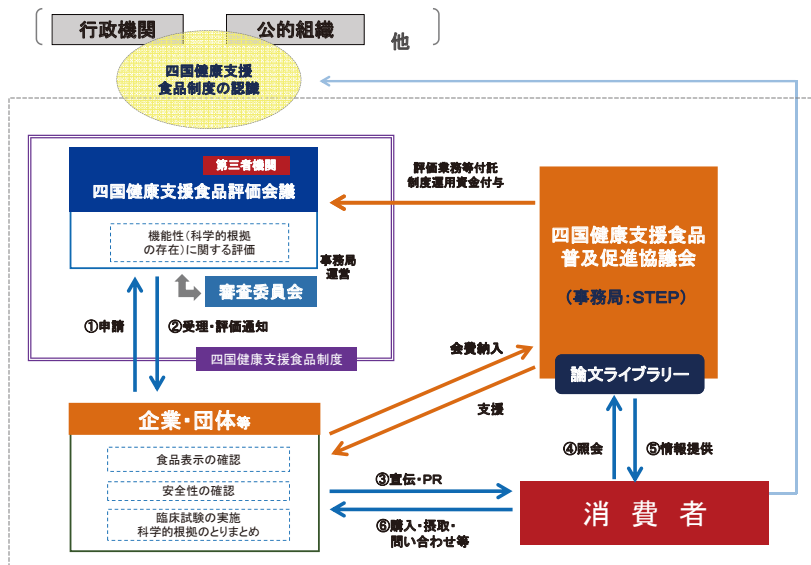 行政機関
公的組織
他
四国健康支援
食品制度の認識
第三者機関
四国健康支援食品評価会議
機能性(科学的根拠
の存在)に関する評価
事務局
運営
審査委員会
①申請
②受理・評価通知
四国健康支援食品制度
評価業務等付託
制度運用資金付与
四国健康支援食品
普及促進協議会
(事務局:STEP)
論文ライブラリー
会費納入
支援
企業・団体等
食品表示の確認
安全性の確認
臨床試験の実施
科学的根拠のとりまとめ
③宣伝・PR
⑥購入・摂取・
問い合わせ等
④照会
⑤情報提供
消費者